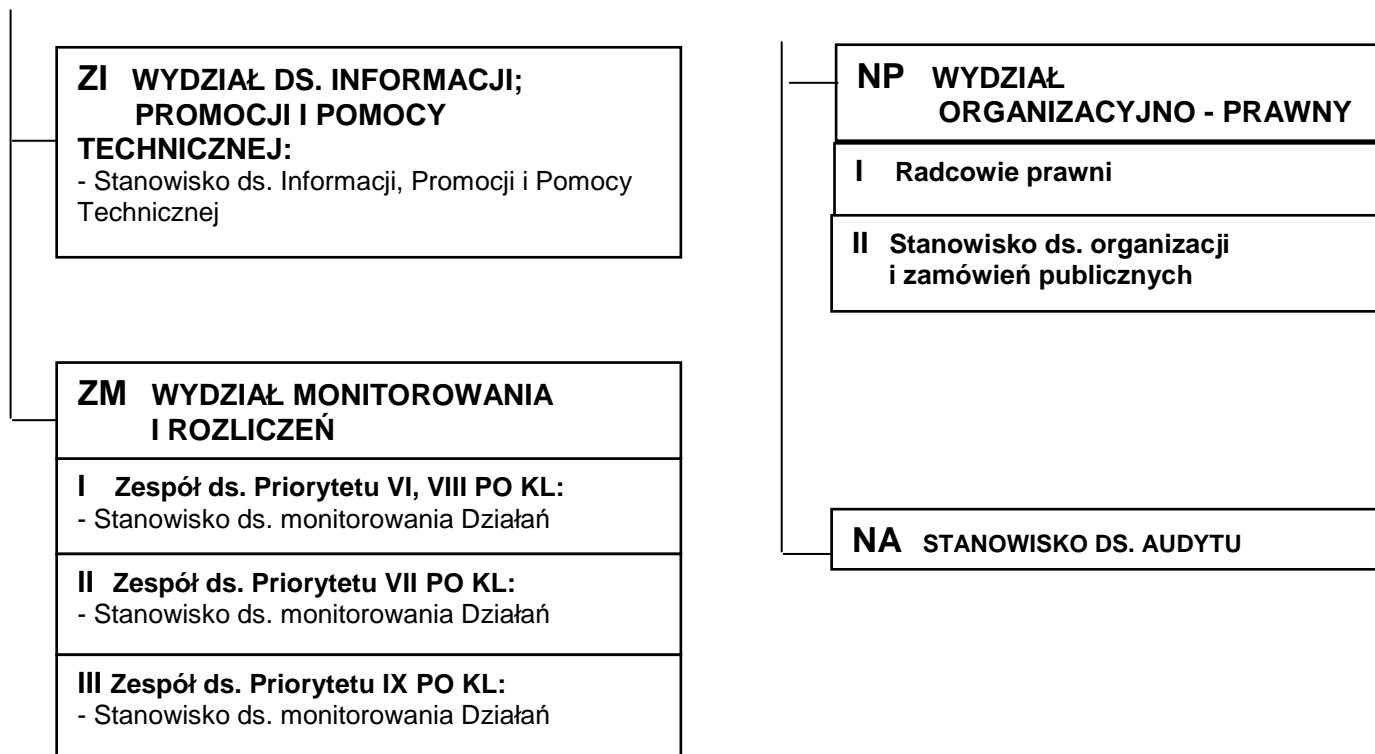 ZI WYDZIAŁ DS. INFORMACJI;
PROMOCJI I POMOCY
TECHNICZNEJ:
- Stanowisko ds. Informacji, Promocji i Pomocy
Technicznej
ZM WYDZIAŁ MONITOROWANIA
I ROZLICZEŃ
I Zespół ds. Priorytetu VI, VIII PO KL:
- Stanowisko ds. monitorowania Działań
II Zespół ds. Priorytetu VII PO KL:
- Stanowisko ds. monitorowania Działań
III Zespół ds. Priorytetu IX PO KL:
- Stanowisko ds. monitorowania Działań
NP WYDZIAŁ
ORGANIZACYJNO - PRAWNY
I Radcowie prawni
II Stanowisko ds. organizacji
i zamówień publicznych
NA STANOWISKO DS. AUDYTU